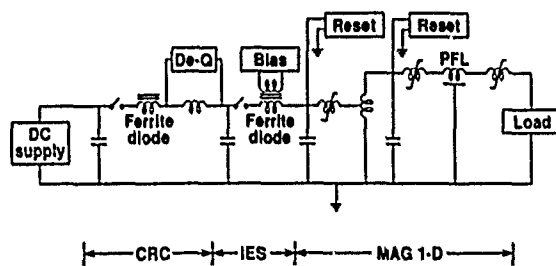 Reset
Reset
De-Q
Bias
PFL
DC
supply
Ferrite
diode
Ferrite
diode
Load
CRC
IES
MAG 1-D